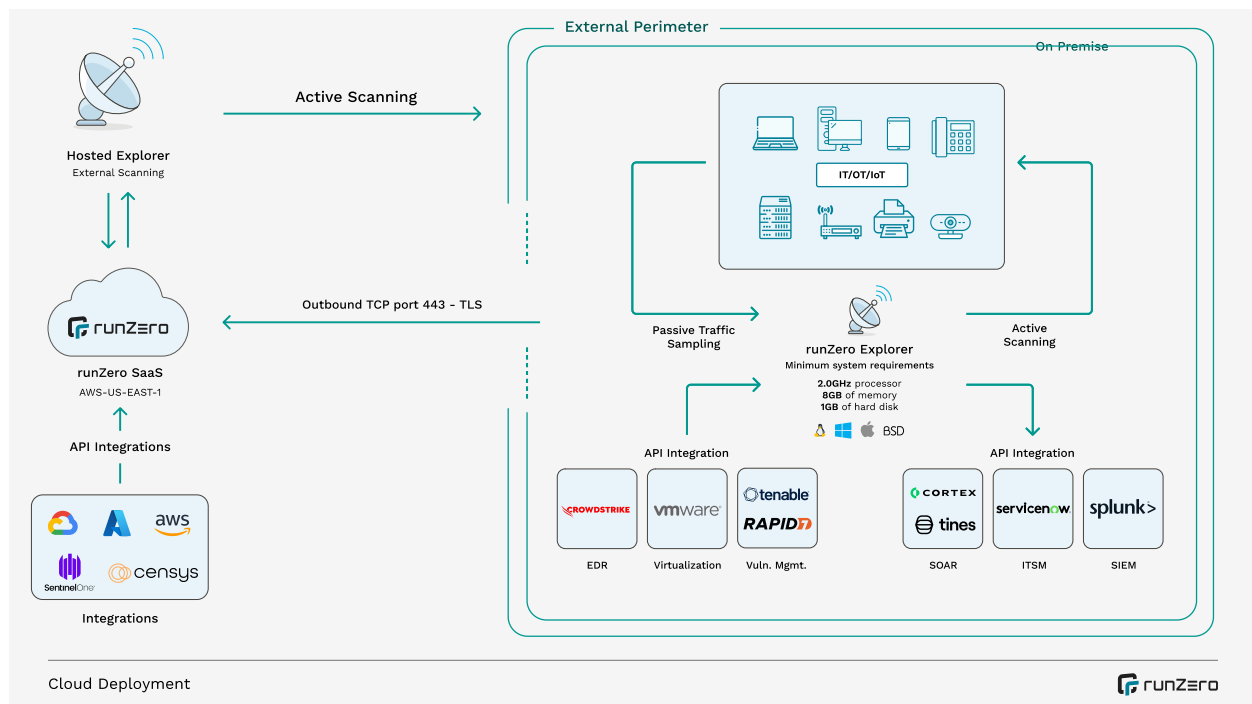 External Perimeter
On Premise
Active Scanning
Hosted Explorer
External Scanning
IT/OT/IoT
runZero
runZero SaaS
AWS-US-EAST-1
Outbound TCP port 443 - TLS
API Integrations
aws
SentinelOne
censys
Integrations
Passive Traffic
Sampling
runZero Explorer
Minimum system requirements
2.0GHz processor
8GB of memory
1GB of hard disk
BSD
Active
Scanning
API Integration
CROWDSTRIKE
EDR
vmware
Virtualization
tenable
RAPID7
Vuln. Mgmt.
API Integration
CORTEX
tines
SOAR
servicenow
ITSM
splunk>
SIEM
Cloud Deployment
runZero